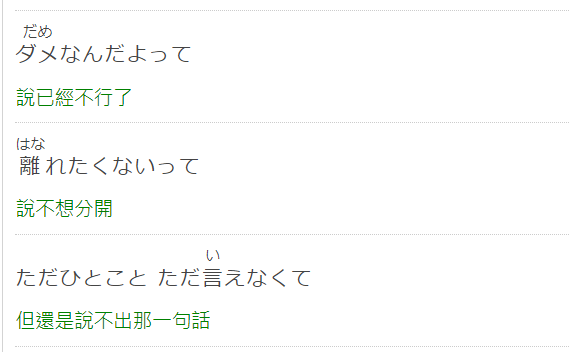 だめ
ダメなんだよって
說已經不行了
はな
離れたくないって
說不想分開
い
ただひとこと ただ言えなくて
但還是說不出那一句話